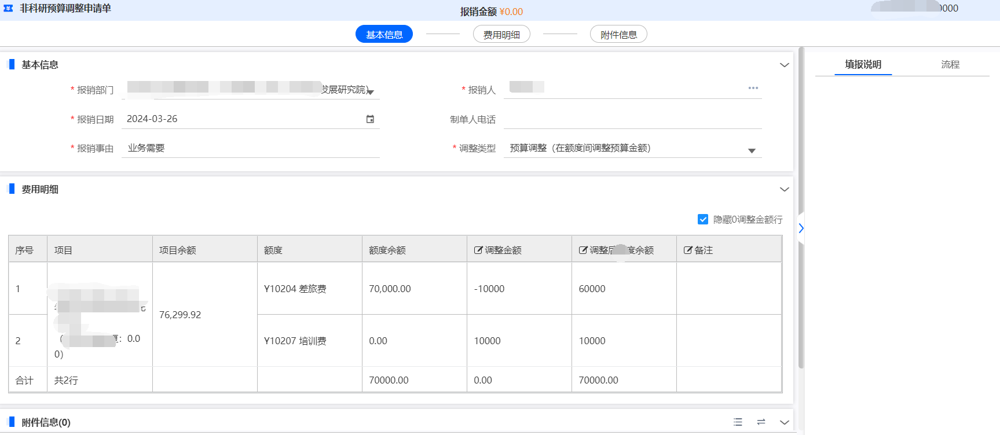 非科研预算调整申请单
报销金额 ¥0.00
0000
基本信息
费用明细
附件信息
填报说明
流程
基本信息
* 报销部门
发展研究院)
* 报销人
* 报销日期 2024-03-26
制单人电话
* 报销事由 业务需要
* 调整类型 预算调整（在额度间调整预算金额）
费用明细
隐藏0调整金额行
序号 项目 项目余额 额度 额度余额 调整金额 调整后 度余额 备注
1 76,299.92 Y10204 差旅费 70,000.00 -10000 60000
2 Y10207 培训费 0.00 10000 10000
（ ：0.0
0）
合计 共2行 70000.00 0.00 70000.00
附件信息(0)